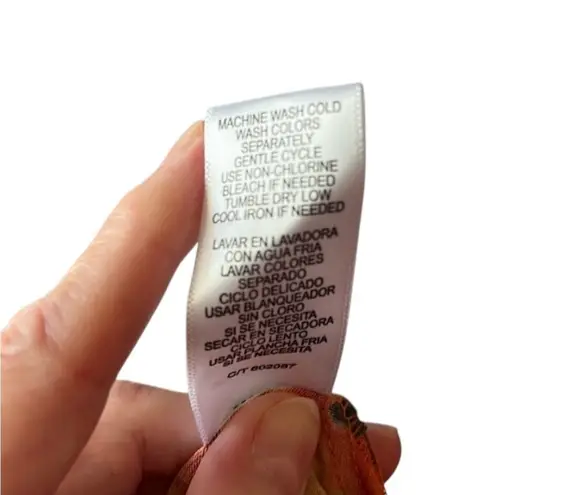 MACHINE WASH COLD
WASH COLORS
SEPARATELY
GENTLE CYCLE
USE NON-CHLORINE
BLEACH IF NEEDED
TUMBLE DRY LOW
COOL IRON IF NEEDED
LAVAR EN LAVADORA
CON AGUA FRIA
LAVAR COLORES
SEPARADO
CICLO DELICADO
USAR BLANQUEADOR
SIN CLORO
SI SE NECESITA
SECAR EN SECADORA
CICLO LENTO
USAR PLANCHA FRIA
SI SE NECESITA
C/T 602087